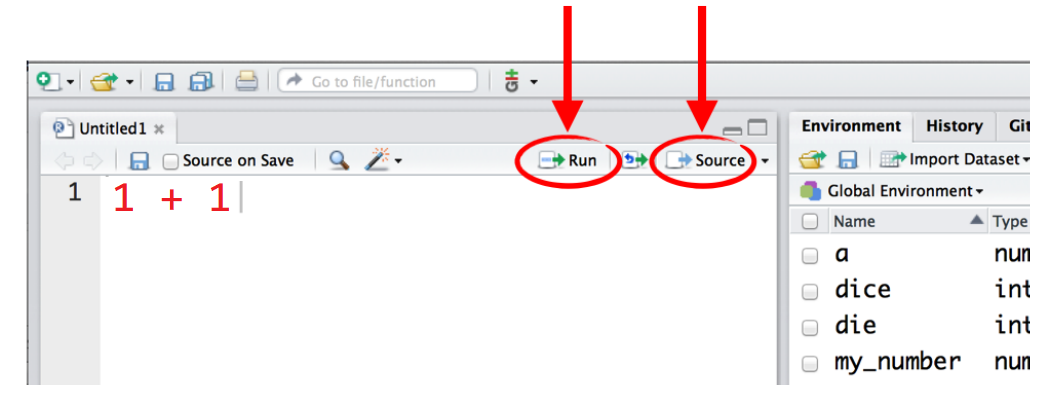 Go to file/function
Untitled1
Source on Save
Run
Source
1
1 + 1
Environment History Git
Import Dataset
Global Environment
Name Type
a num
dice int
die int
my_number num